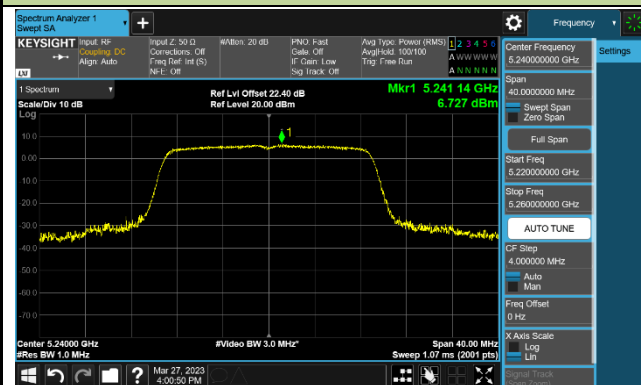 Spectrum Analyzer 1
Swept SA
Frequency
KEYSIGHT
Input: RF
Coupling: DC
Align: Auto
Input Z: 50 Ω
Corrections: Off
Freq Ref: Int (S)
NFE: Off
#Atten: 20 dB
PNO: Fast
Gate: Off
IF Gain: Low
Sig Track: Off
Avg Type: Power (RMS)
Avg|Hold: 100/100
Trig: Free Run
1 2 3 4 5 6
A W W W W W
A N N N N N
LXI
1 Spectrum
Scale/Div 10 dB
Ref Lvl Offset 22.40 dB
Ref Level 20.00 dBm
Mkr1 5.241 14 GHz
6.727 dBm
Log
10.0
0.00
-10.0
-20.0
-30.0
-40.0
-50.0
-60.0
-70.0
1
Center 5.24000 GHz
#Res BW 1.0 MHz
#Video BW 3.0 MHz*
Span 40.00 MHz
Sweep 1.07 ms (2001 pts)
Center Frequency
5.240000000 GHz
Settings
Span
40.0000000 MHz
Swept Span
Zero Span
Full Span
Start Freq
5.220000000 GHz
Stop Freq
5.260000000 GHz
AUTO TUNE
CF Step
4.000000 MHz
Auto
Man
Freq Offset
0 Hz
X Axis Scale
Log
Lin
Signal Track
(Span Zoom)
Mar 27, 2023
4:00:50 PM